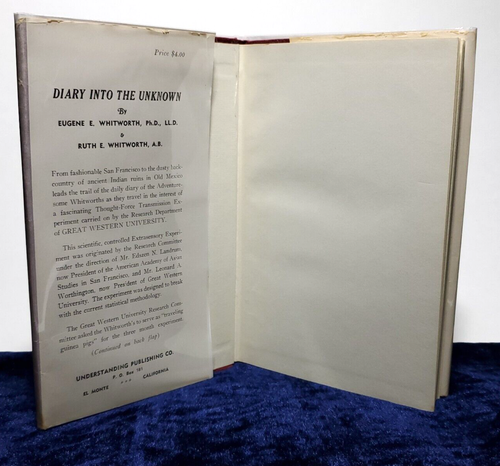 Price $4.00
DIARY INTO THE UNKNOWN
By
EUGENE E. WHITWORTH, Ph.D., LL.D.
&
RUTH E. WHITWORTH, A.B.
From fashionable San Francisco to the dusty back-
country of ancient Indian ruins in Old Mexico
leads the trail of the daily diary of the Adventure-
some Whitworths as they travel in the interest of
a fascinating Thought-Force Transmission Ex-
periment carried on by the Research Department
of GREAT WESTERN UNIVERSITY.
This scientific, controlled Extrasensory Experi-
ment was originated by the Research Committee
under the direction of Mr. Edwin N. Landrum,
now President of the American Academy of Asian
Studies in San Francisco, and Mr. Leonard A.
Worthington, now President of Great Western
University. The experiment was designed to break
with the current statistical methodology.
The Great Western University Research Com-
mittee asked the Whitworth's to serve as "traveling
guinea pigs" for the three month experiment.
(Continued on back flap)
UNDERSTANDING PUBLISHING CO.
P. O. Box
EL MONTE CALIFORNIA